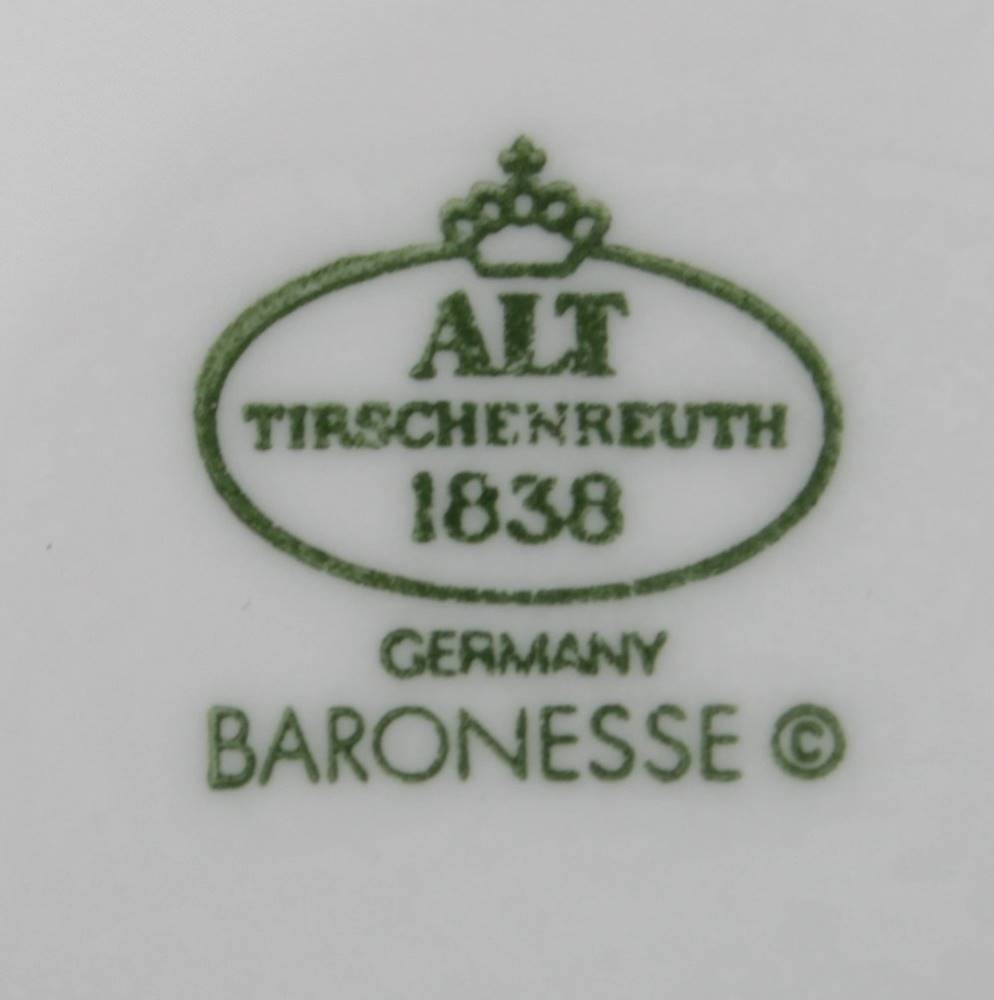 ALT
TIRSCHENREUTH
1838
GERMANY
BARONESSE ©